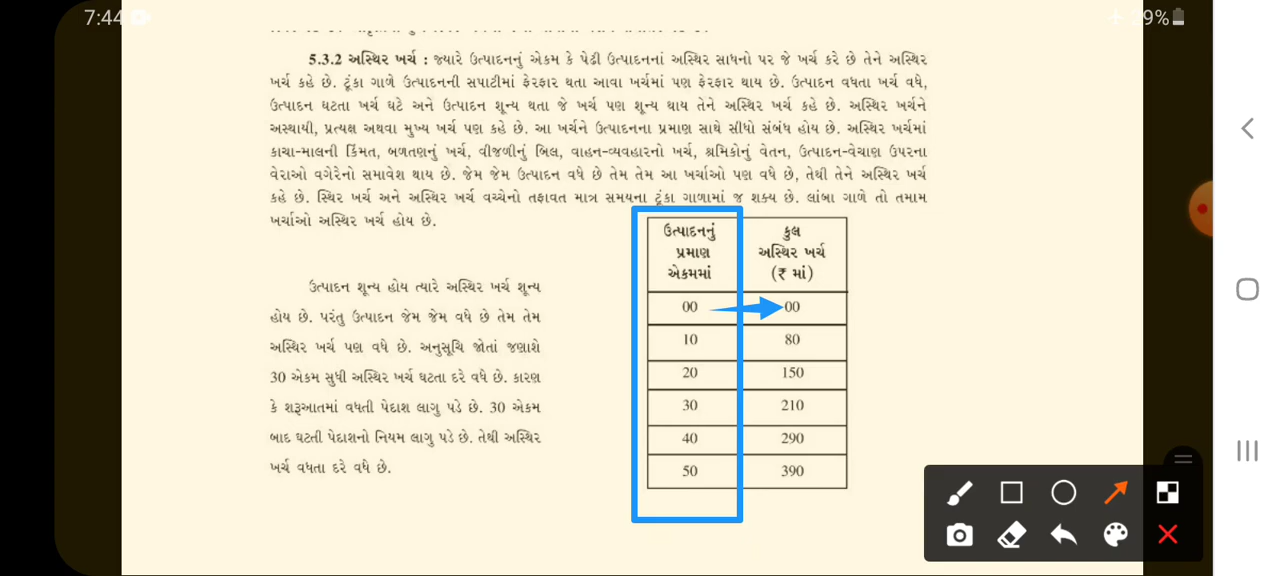 7:44
9%
5.3.2 અસ્થિર ખર્ચ : જ્યારે ઉત્પાદનનું એકમ કે પેઢી ઉત્પાદનનાં અસ્થિર સાધનો પર જે ખર્ચ કરે છે તેને અસ્થિર
ખર્ચ કહે છે. ટૂંકા ગાળે ઉત્પાદનની સપાટીમાં ફેરફાર થતા આવા ખર્ચમાં પણ ફેરફાર થાય છે. ઉત્પાદન વધતા ખર્ચ વધે,
ઉત્પાદન ઘટતા ખર્ચ ઘટે અને ઉત્પાદન શૂન્ય થતા જે ખર્ચ પણ શૂન્ય થાય તેને અસ્થિર ખર્ચ કહે છે. અસ્થિર ખર્ચને
અસ્થાયી, પ્રત્યક્ષ અથવા મુખ્ય ખર્ચ પણ કહે છે. આ ખર્ચને ઉત્પાદનના પ્રમાણ સાથે સીધો સંબંધ હોય છે. અસ્થિર ખર્ચમાં
કાચા-માલની કિંમત, બળતણનું ખર્ચ, વીજળીનું બિલ, વાહન-વ્યવહારનો ખર્ચ, શ્રમિકોનું વેતન, ઉત્પાદન-વેચાણ ઉપરના
વેરાઓ વગેરેનો સમાવેશ થાય છે. જેમ જેમ ઉત્પાદન વધે છે તેમ તેમ આ ખર્ચાઓ પણ વધે છે, તેથી તેને અસ્થિર ખર્ચ
કહે છે. સ્થિર ખર્ચ અને અસ્થિર ખર્ચ વચ્ચેનો તફાવત માત્ર સમયના ટૂંકા ગાળામાં જ શક્ય છે. લાંબા ગાળે તો તમામ
ખર્ચાઓ અસ્થિર ખર્ચ હોય છે.
ઉત્પાદન શૂન્ય હોય ત્યારે અસ્થિર ખર્ચ શૂન્ય
હોય છે. પરંતુ ઉત્પાદન જેમ જેમ વધે છે તેમ તેમ
અસ્થિર ખર્ચ પણ વધે છે. અનુસૂચિ જોતાં જણાશે
30 એકમ સુધી અસ્થિર ખર્ચ ઘટતા દરે વધે છે. કારણ
કે શરૂઆતમાં વધતી પેદાશ લાગુ પડે છે. 30 એકમ
બાદ ઘટતી પેદાશનો નિયમ લાગુ પડે છે. તેથી અસ્થિર
ખર્ચ વધતા દરે વધે છે.
ઉત્પાદનનું કુલ
પ્રમાણ અસ્થિર ખર્ચ
એકમમાં (₹ માં)
00 00
10 80
20 150
30 210
40 290
50 390